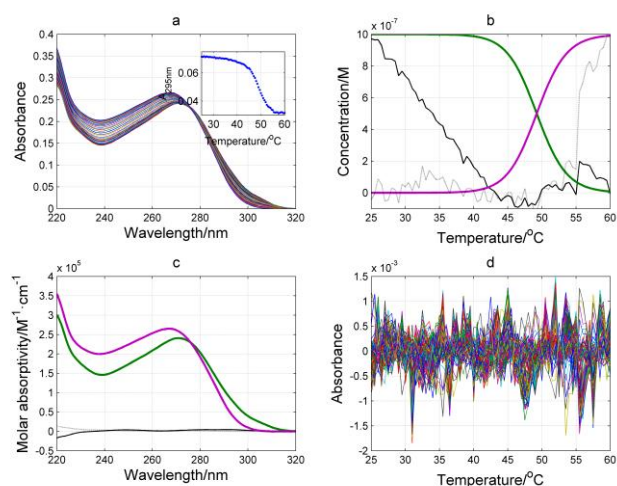 a
0.4
0.35
0.3
0.25
0.2
0.15
0.1
0.05
0
Absorbance
220 240 260 280 300 320
Wavelength/nm
0.06
0.04
295nm
30 40 50 60
Temperature/°C
b
x 10⁻⁷
10
8
6
4
2
0
Concentration/M
25 30 35 40 45 50 55 60
Temperature/°C
c
x 10⁵
4
3.5
3
2.5
2
1.5
1
0.5
0
-0.5
Molar absorptivity/M⁻¹·cm⁻¹
220 240 260 280 300 320
Wavelength/nm
d
x 10⁻³
1.5
1
0.5
0
-0.5
-1
-1.5
-2
Absorbance
25 30 35 40 45 50 55 60
Temperature/°C